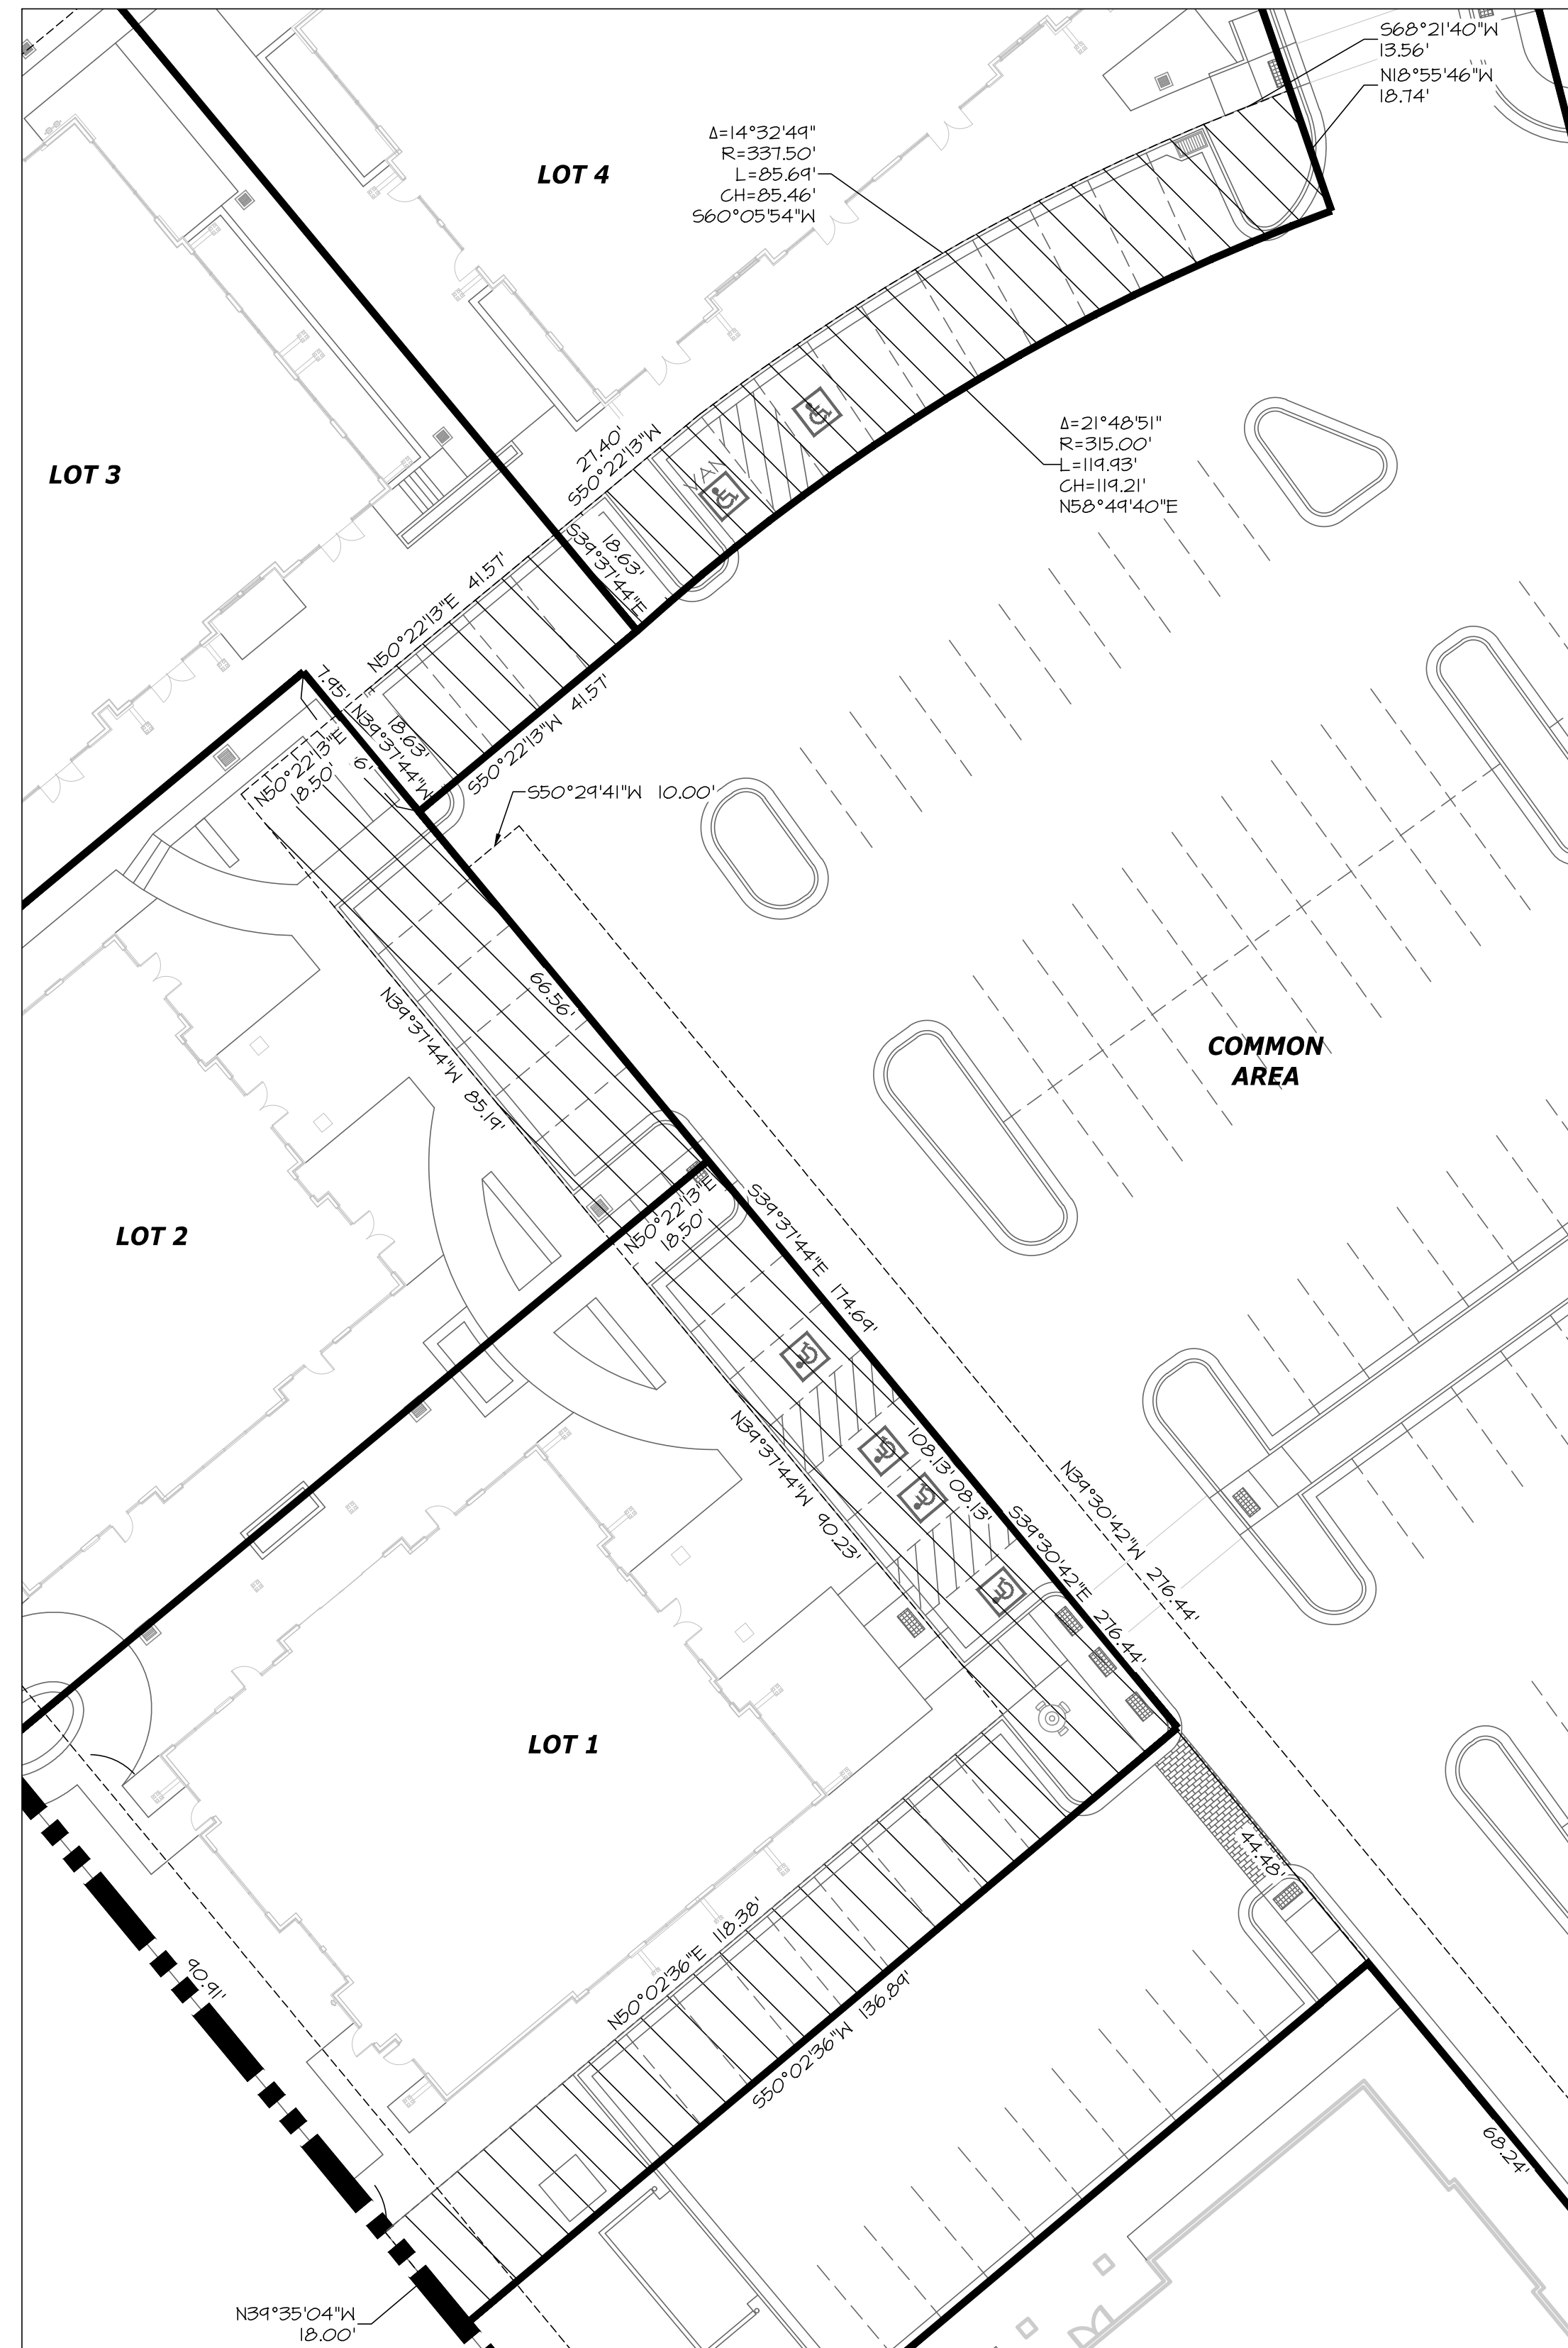 S68°21'40"W
13.56'
N18°55'46"W
18.74'
Δ=14°32'49"
R=337.50'
L=85.69'
CH=85.46'
S60°05'54"W
LOT 4
Δ=21°48'51"
R=315.00'
L=119.93'
CH=119.21'
N58°49'40"E
LOT 3
27.40'
S50°22'13"W
VAN
18.63'
S39°37'44"E
N50°22'13"E 41.57'
S50°22'13"W 41.57'
7.95'
18.63'
N39°37'44"W
N50°22'13"E
18.50'
6'
S50°29'41"W 10.00'
66.56'
N39°37'44"W 85.19'
COMMON
AREA
LOT 2
N50°22'13"E
18.50'
S39°37'44"E 174.69'
N39°37'44"W 90.23'
108.13'
08.13'
S39°30'42"E 276.44'
N39°30'42"W 276.44'
LOT 1
44.48'
N50°02'36"E 118.38'
S50°02'36"W 136.89'
90.91'
68.24'
N39°35'04"W
18.00'